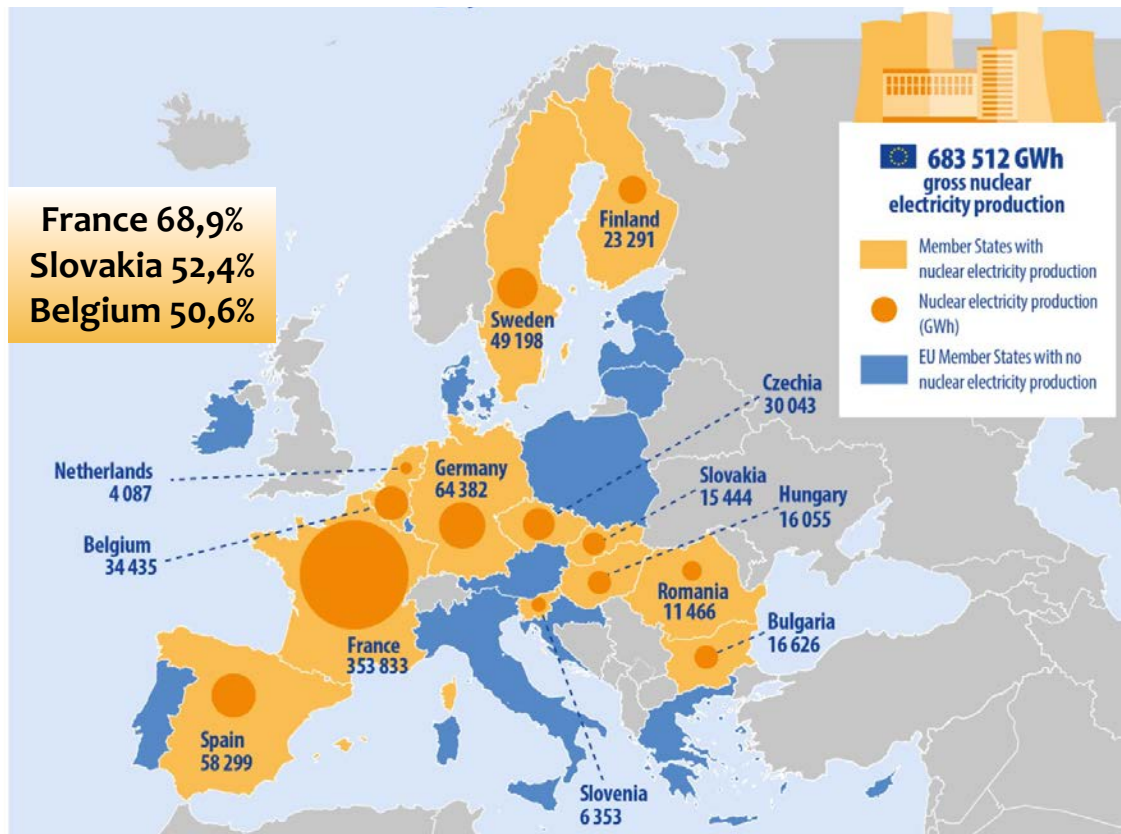 France 68,9%
Slovakia 52,4%
Belgium 50,6%
683 512 GWh
gross nuclear
electricity production
Member States with
nuclear electricity production
Nuclear electricity production
(GWh)
EU Member States with no
nuclear electricity production
Finland
23 291
Sweden
49 198
Czechia
30 043
Netherlands
4 087
Germany
64 382
Slovakia
15 444
Hungary
16 055
Belgium
34 435
Romania
11 466
Bulgaria
16 626
France
353 833
Spain
58 299
Slovenia
6 353